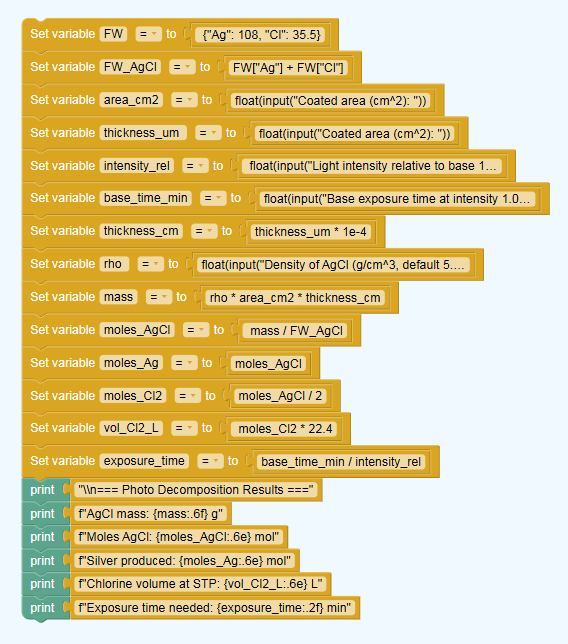 Set variable FW = to {"Ag": 108, "Cl": 35.5}
Set variable FW_AgCl = to FW["Ag"] + FW["Cl"]
Set variable area_cm2 = to float(input("Coated area (cm^2): "))
Set variable thickness_um = to float(input("Coated area (cm^2): "))
Set variable intensity_rel = to float(input("Light intensity relative to base 1...
Set variable base_time_min = to float(input("Base exposure time at intensity 1.0...
Set variable thickness_cm = to thickness_um * 1e-4
Set variable rho = to float(input("Density of AgCl (g/cm^3, default 5....
Set variable mass = to rho * area_cm2 * thickness_cm
Set variable moles_AgCl = to mass / FW_AgCl
Set variable moles_Ag = to moles_AgCl
Set variable moles_Cl2 = to moles_AgCl / 2
Set variable vol_Cl2_L = to moles_Cl2 * 22.4
Set variable exposure_time = to base_time_min / intensity_rel
print "\\n=== Photo Decomposition Results ==="
print f"AgCl mass: {mass:.6f} g"
print f"Moles AgCl: {moles_AgCl:.6e} mol"
print f"Silver produced: {moles_Ag:.6e} mol"
print f"Chlorine volume at STP: {vol_Cl2_L:.6e} L"
print f"Exposure time needed: {exposure_time:.2f} min"